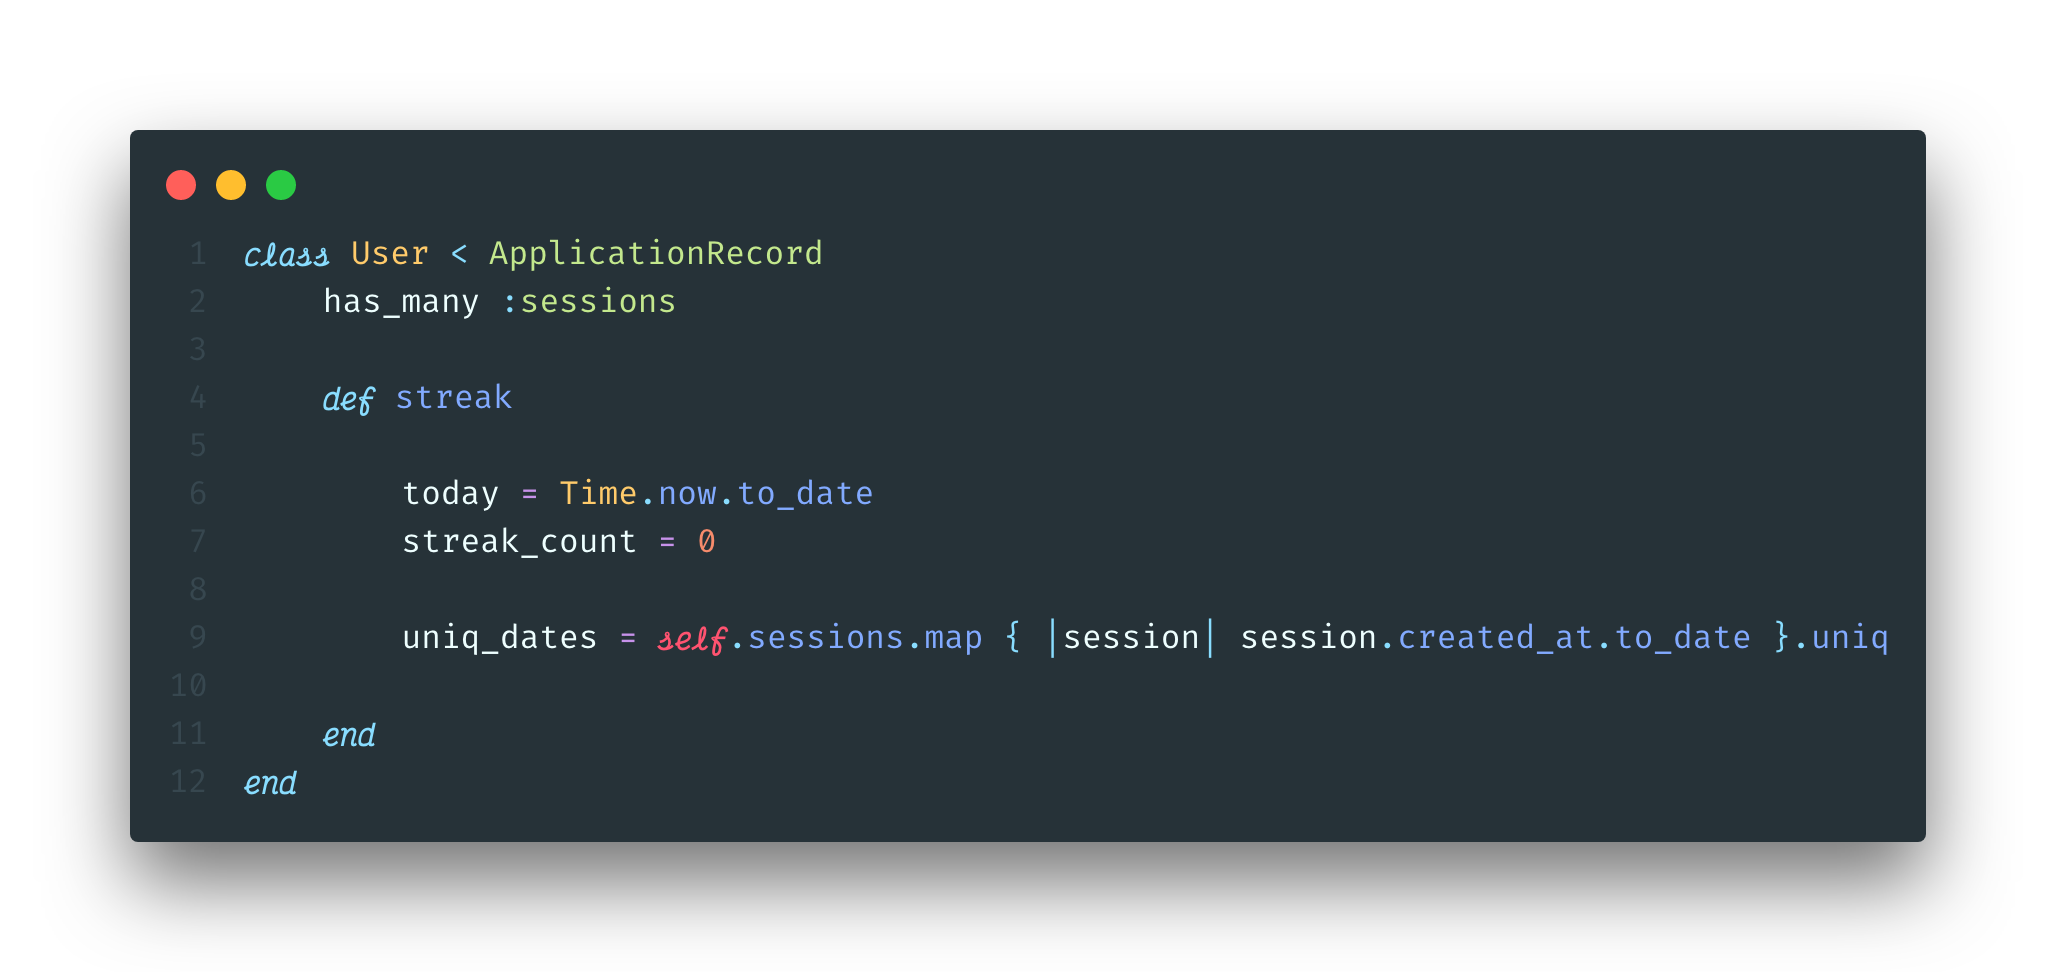 1 class User < ApplicationRecord
2 has_many :sessions
3
4 def streak
5
6 today = Time.now.to_date
7 streak_count = 0
8
9 uniq_dates = self.sessions.map { |session| session.created_at.to_date }.uniq
10
11 end
12 end